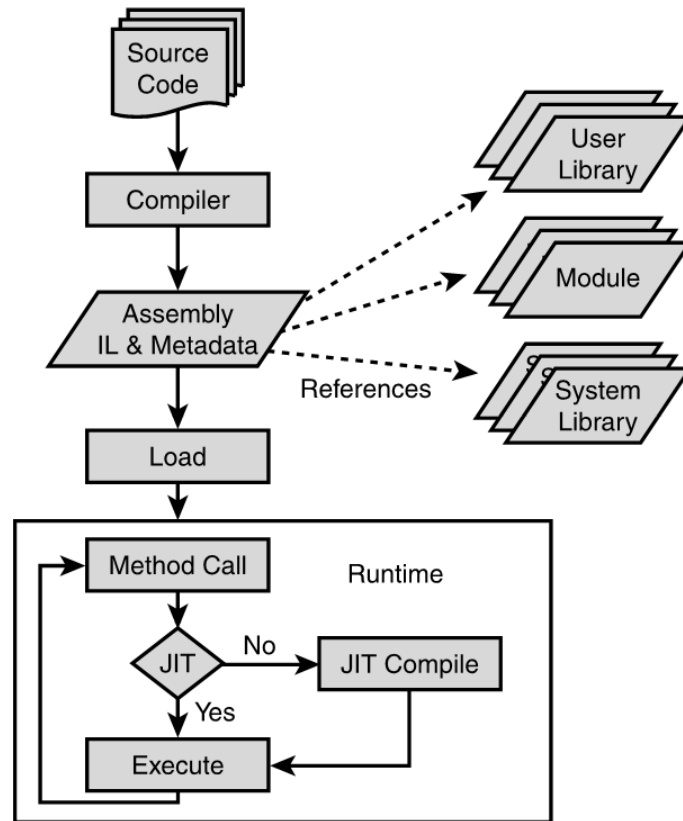 Source
Code
Compiler
Assembly
IL & Metadata
User
Library
Module
References
System
Library
Load
Method Call
Runtime
JIT
No
JIT Compile
Yes
Execute